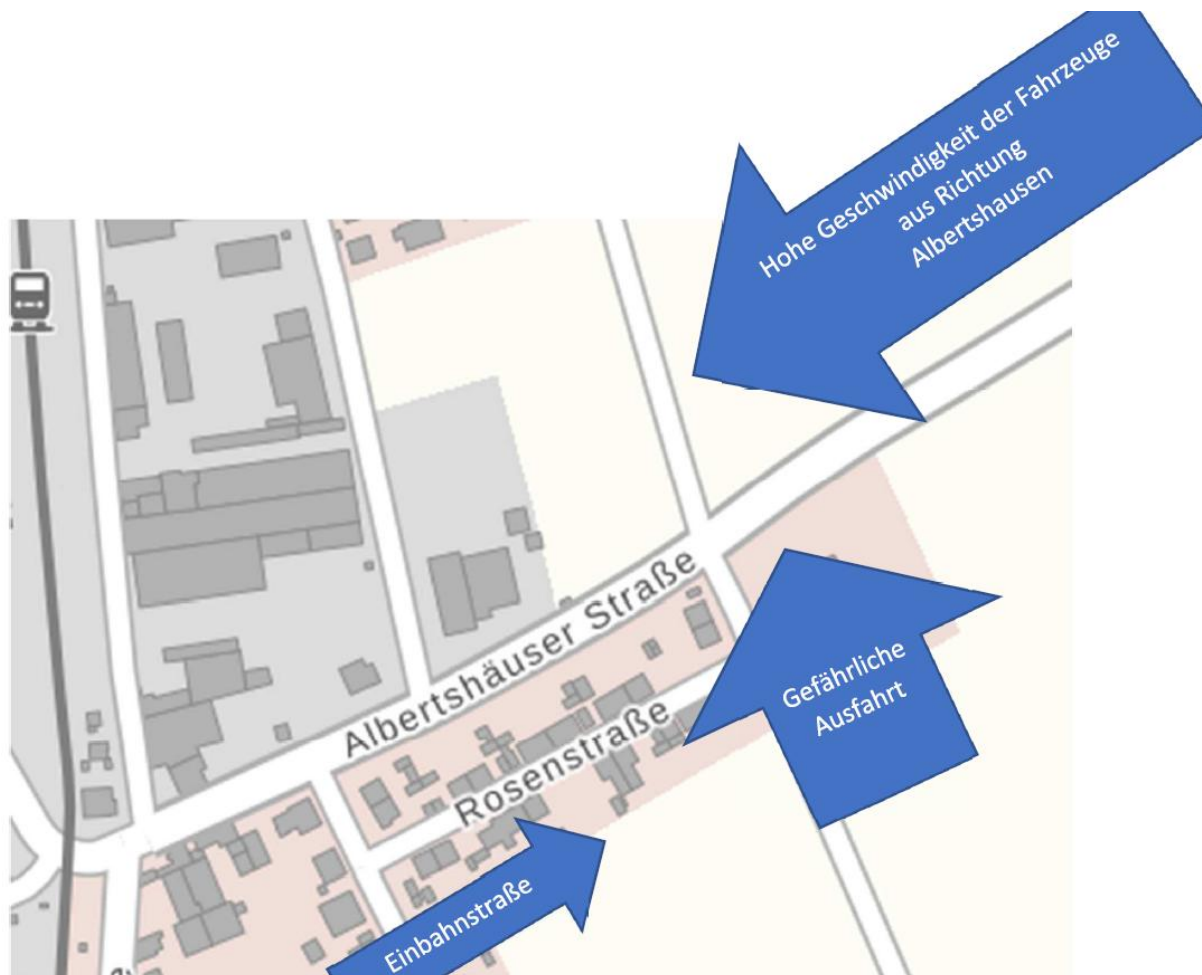 Hohe Geschwindigkeit der Fahrzeuge
aus Richtung
Albertshausen
Albertshäuser Straße
Gefährliche
Ausfahrt
Rosenstraße
Einbahnstraße